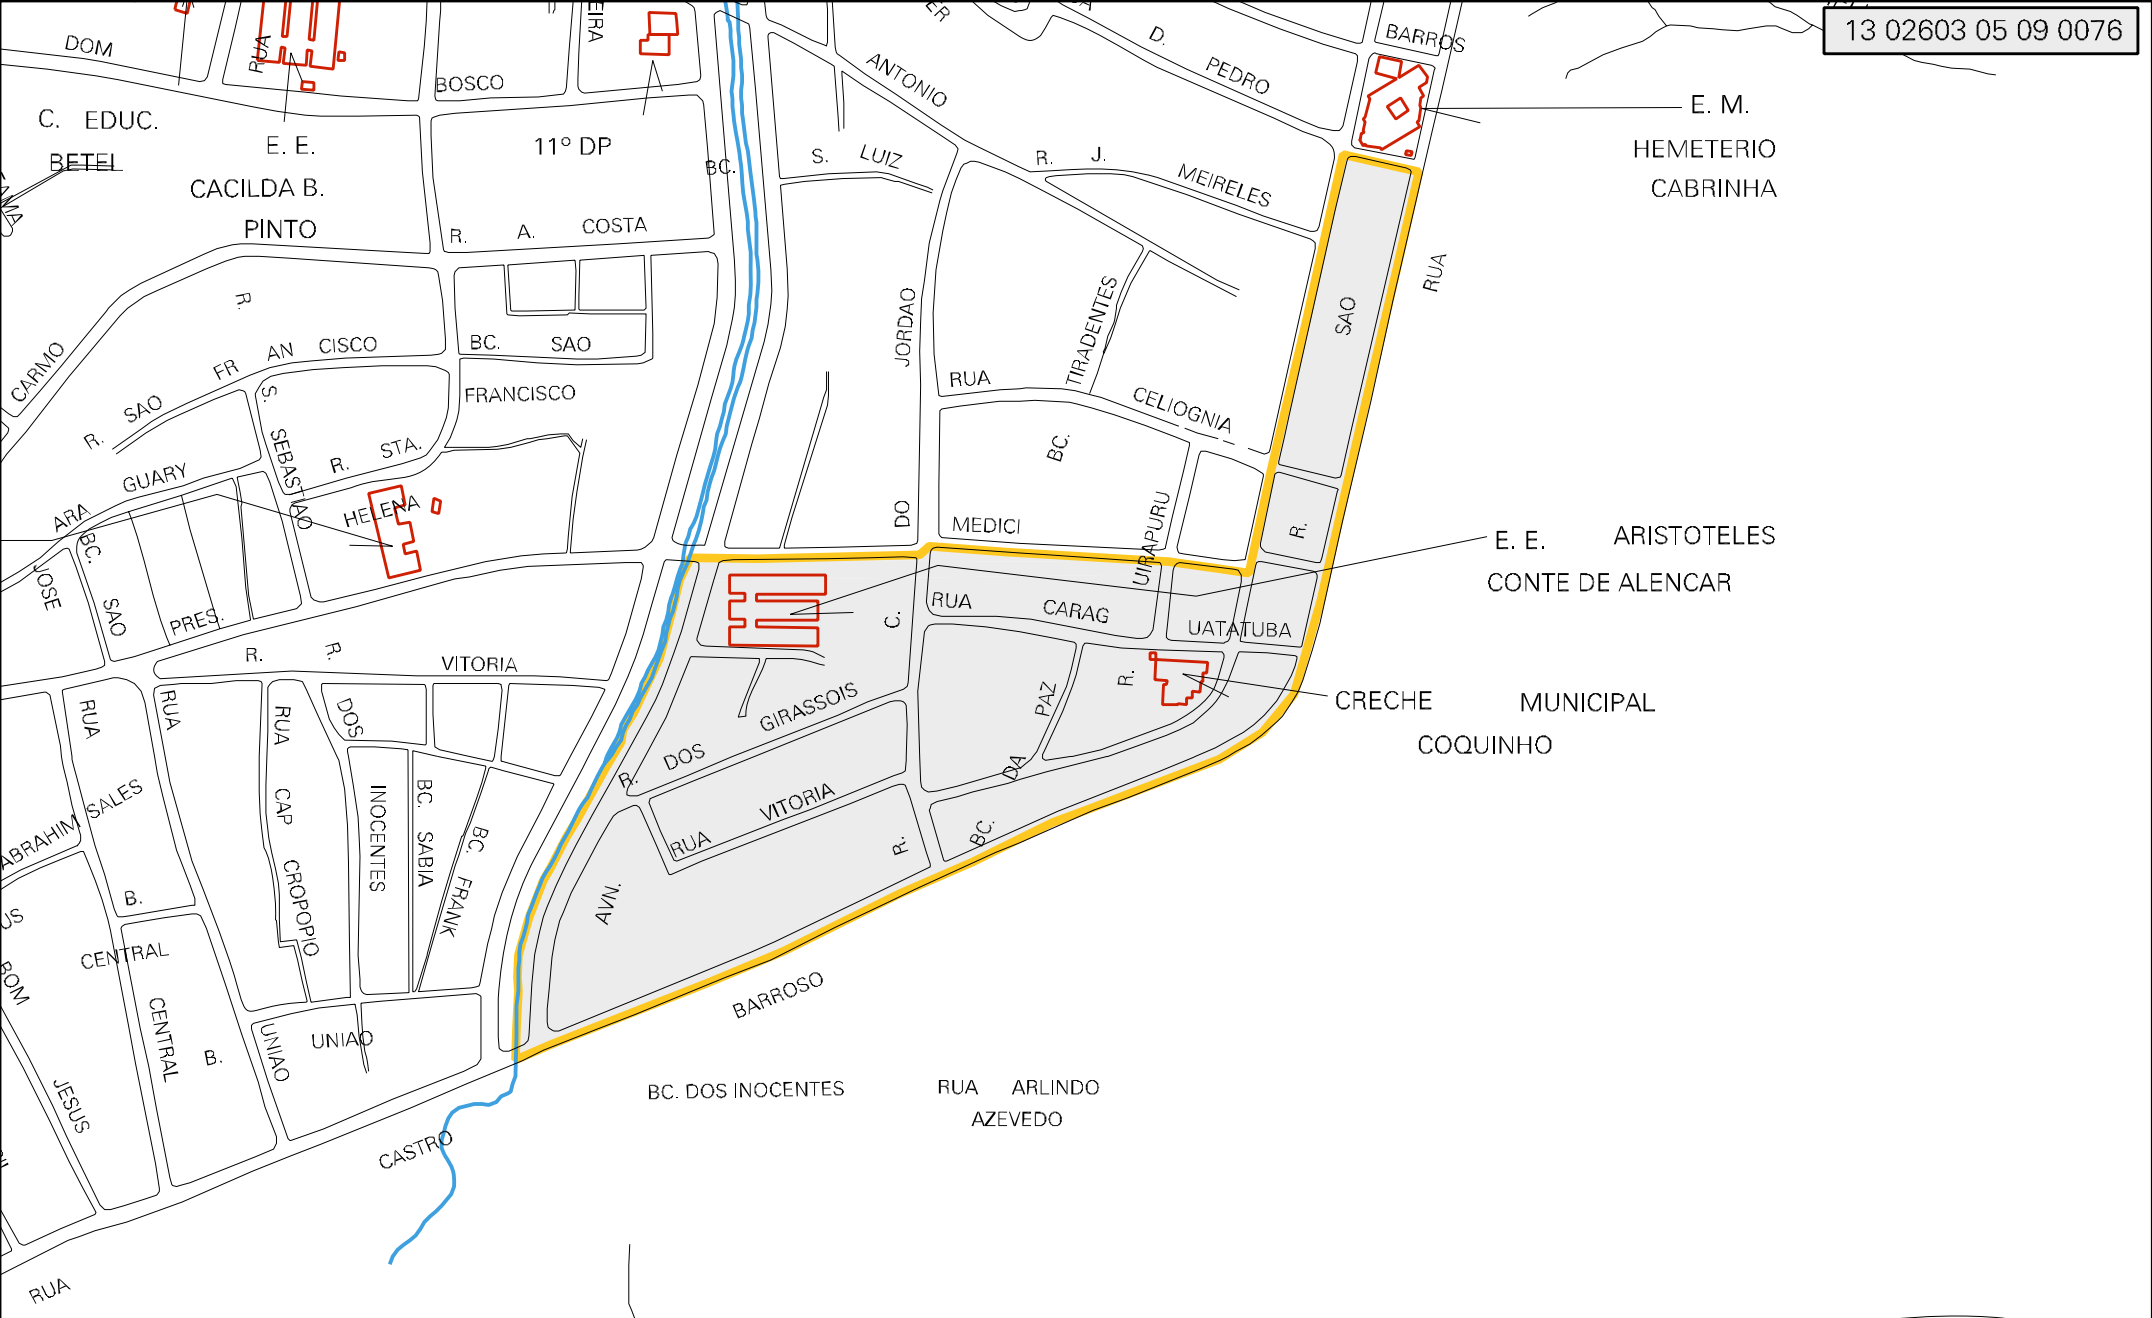 13 02603 05 09 0076
DOM
RUA
BOSCO
EIRA
ER
ANTONIO
D.
PEDRO
BARROS
E. M.
HEMETERIO
CABRINHA
C. EDUC.
BETEL
E. E.
CACILDA B.
PINTO
11º DP
BC.
S. LUIZ
R. J.
MEIRELES
R. A. COSTA
RUA
SAO
R.
CARMO
R. SAO FR AN CISCO
BC. SAO
FRANCISCO
JORDAO
DO
TIRADENTES
RUA
CELIOGNIA
BC.
UIRAPURU
MEDICI
S.
SEBASTIAO
R. STA.
HELENA
ARA
GUARY
BC.
SAO
JOSE
PRES.
R.
E. E. ARISTOTELES
CONTE DE ALENCAR
RUA
CARAG
UATATUBA
C.
R.
R.
VITORIA
R.
PAZ
DA
BC.
CRECHE MUNICIPAL
COQUINHO
GIRASSOIS
DOS
R.
VITORIA
RUA
R.
AVN.
RUA
RUA
RUA
CAP
CROPOPIO
DOS
INOCENTES
BC.
SABIA
BC.
FRANK
SALES
ABRAHIM
B.
CENTRAL
US
BOM
JESUS
CENTRAL
B.
UNIAO
UNIAO
BARROSO
CASTRO
RUA
BC. DOS INOCENTES
RUA ARLINDO
AZEVEDO